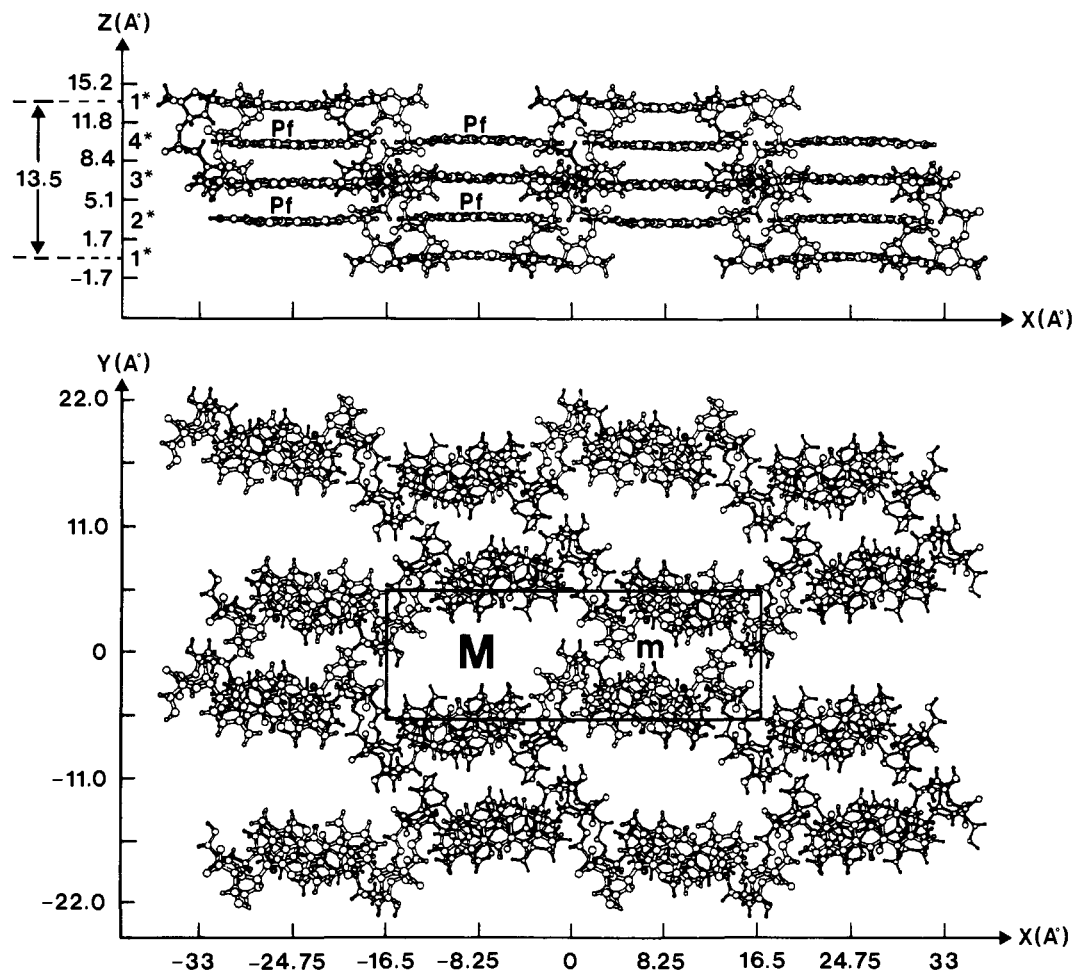 Z(A°)
15.2 1*
11.8
4* Pf Pf
8.4
13.5 3*
5.1 Pf Pf
2*
1.7
1*
-1.7
X(A°)
Y(A°)
22.0
11.0
0 M m
-11.0
-22.0
X(A°)
-33 -24.75 -16.5 -8.25 0 8.25 16.5 24.75 33